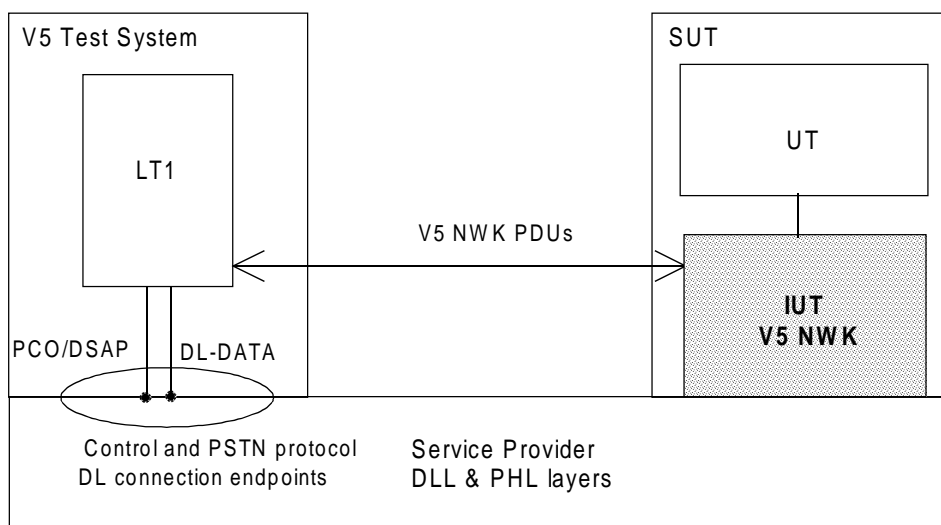 V5 Test System
SUT
LT1
UT
V5 NWK PDUs
IUT
V5 NWK
PCO/DSAP
DL-DATA
Control and PSTN protocol
DL connection endpoints
Service Provider
DLL & PHL layers